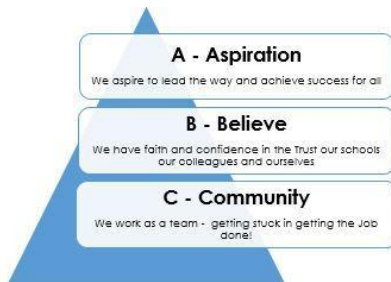 A - Aspiration
We aspire to lead the way and achieve success for all
B - Believe
We have faith and confidence in the Trust our schools
our colleagues and ourselves
C - Community
We work as a team - getting stuck in getting the Job
done!